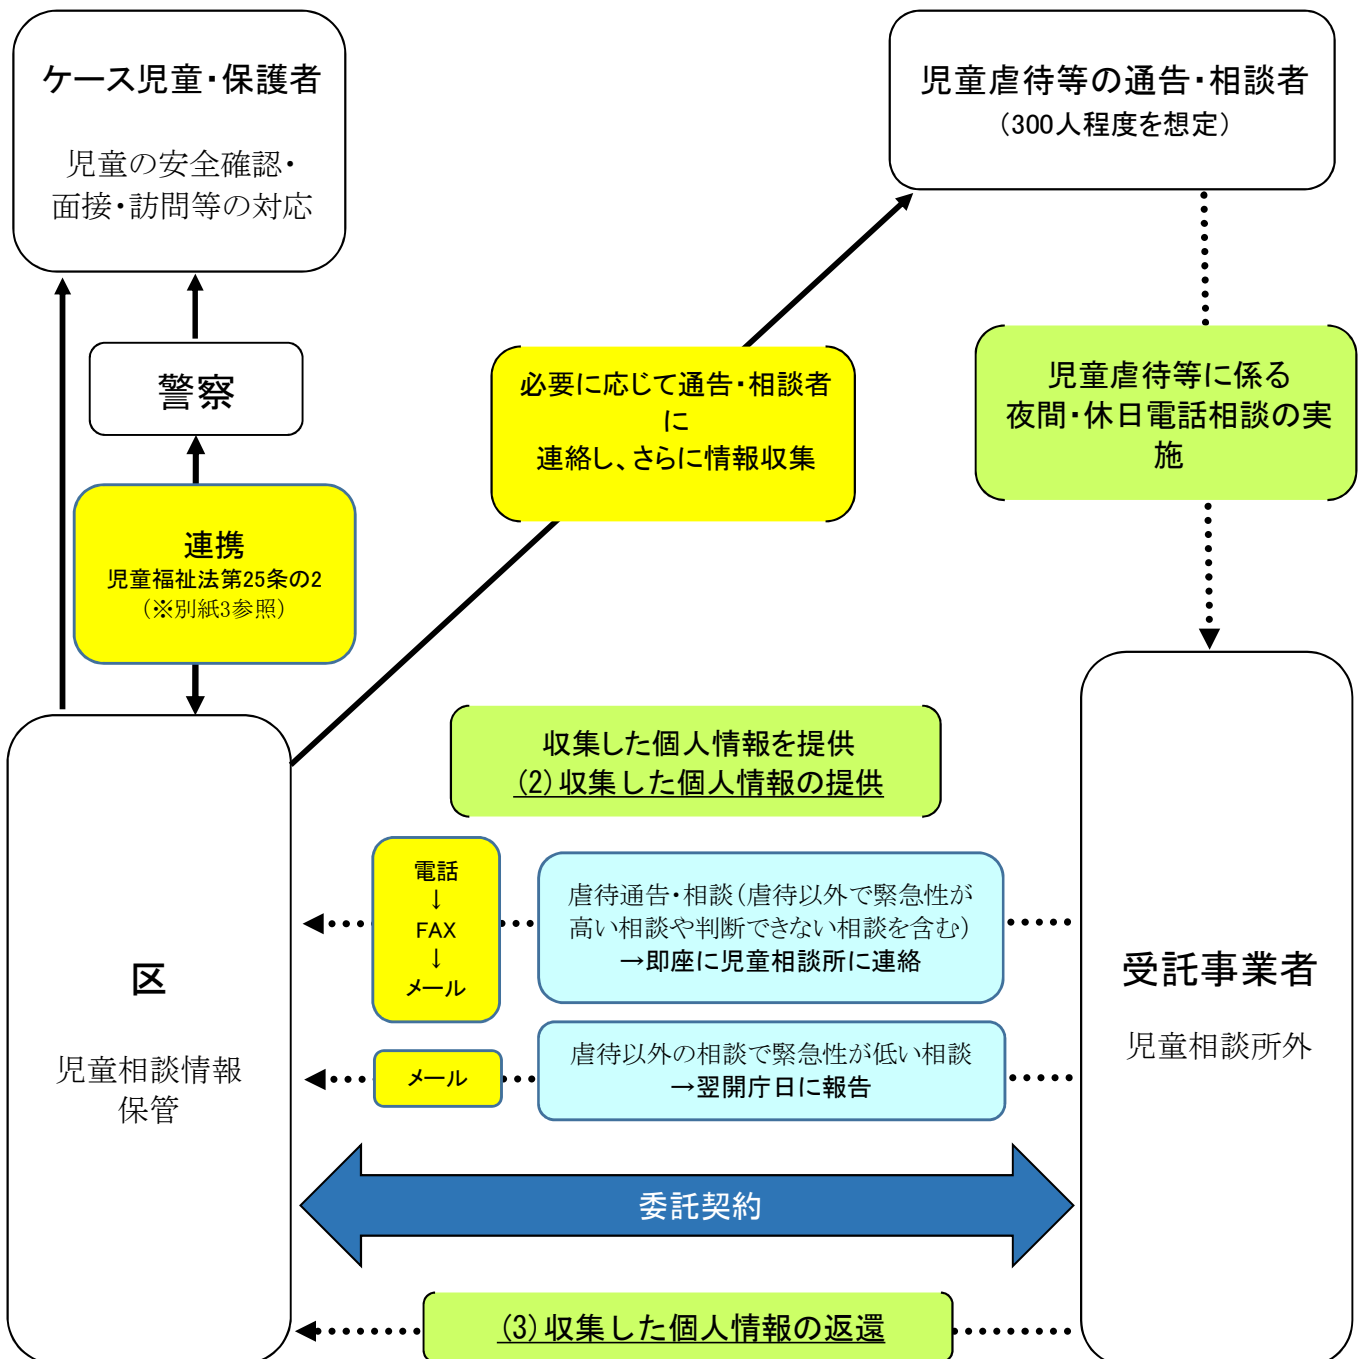 ケース児童・保護者
児童の安全確認・
面接・訪問等の対応
児童虐待等の通告・相談者
（300人程度を想定）
警察
必要に応じて通告・相談者
に
連絡し、さらに情報収集
児童虐待等に係る
夜間・休日電話相談の実
施
連携
児童福祉法第25条の2
（※別紙3参照）
収集した個人情報を提供
(2)収集した個人情報の提供
電話
↓
FAX
↓
メール
虐待通告・相談（虐待以外で緊急性が
高い相談や判断できない相談を含む）
→即座に児童相談所に連絡
区
児童相談情報
保管
受託事業者
児童相談所外
メール
虐待以外の相談で緊急性が低い相談
→翌開庁日に報告
委託契約
(3)収集した個人情報の返還